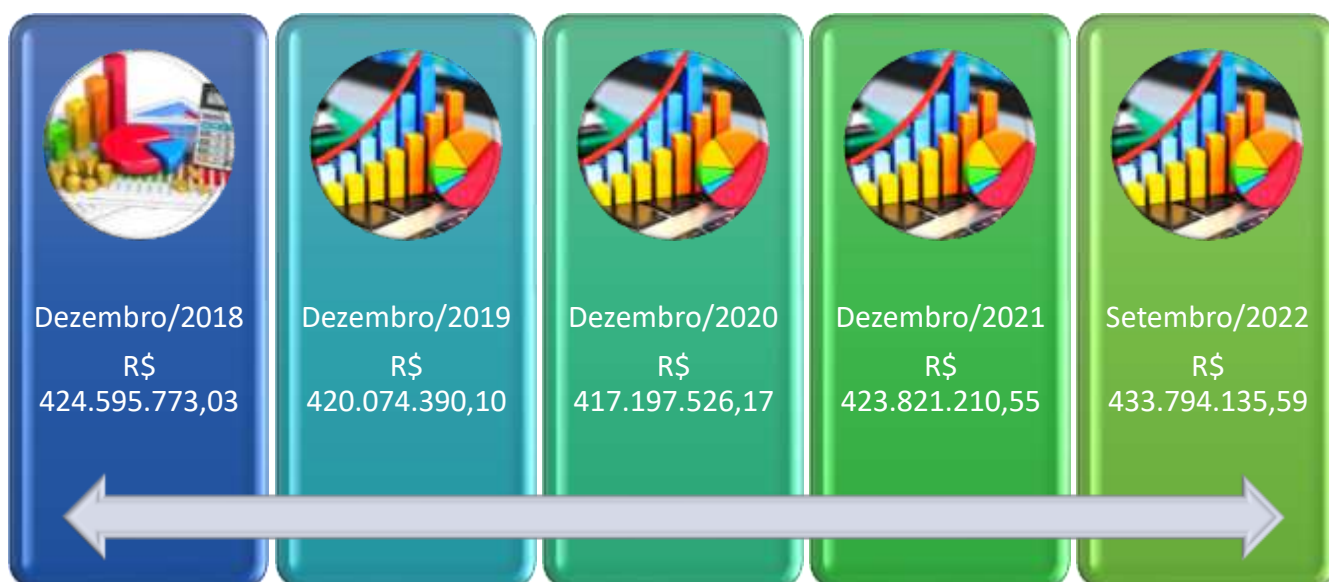 Dezembro/2018
R$
424.595.773,03
Dezembro/2019
R$
420.074.390,10
Dezembro/2020
R$
417.197.526,17
Dezembro/2021
R$
423.821.210,55
Setembro/2022
R$
433.794.135,59